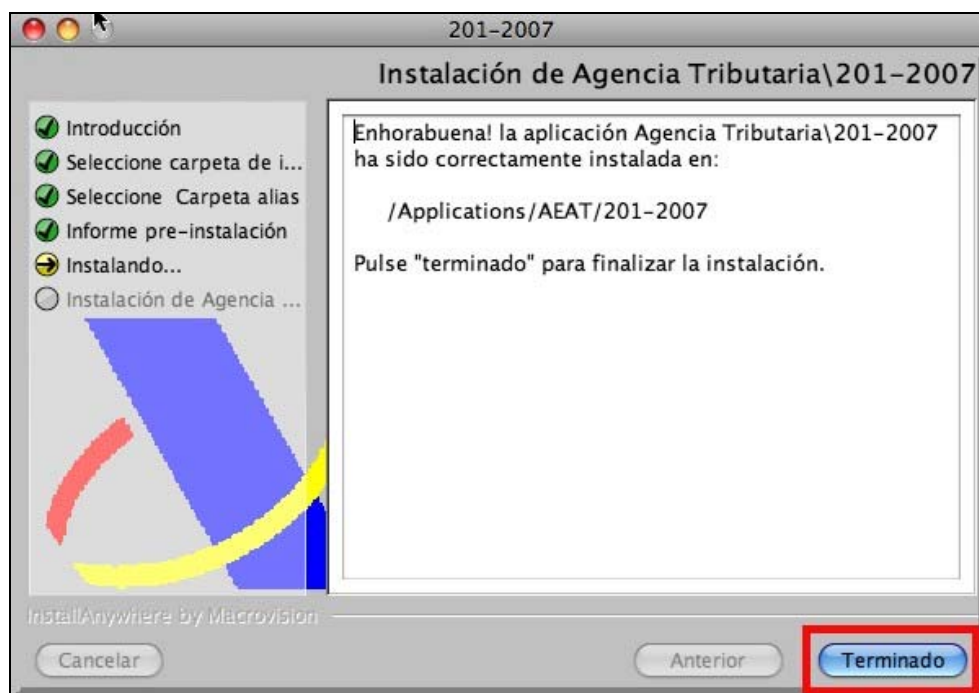 201-2007
Instalación de Agencia Tributaria\201-2007
Introducción
Seleccione carpeta de i...
Seleccione Carpeta alias
Informe pre-instalación
Instalando...
Instalación de Agencia ...
Enhorabuena! la aplicación Agencia Tributaria\201-2007
ha sido correctamente instalada en:
/Applications/AEAT/201-2007
Pulse "terminado" para finalizar la instalación.
InstallAnywhere by Macrovision
Cancelar
Anterior
Terminado